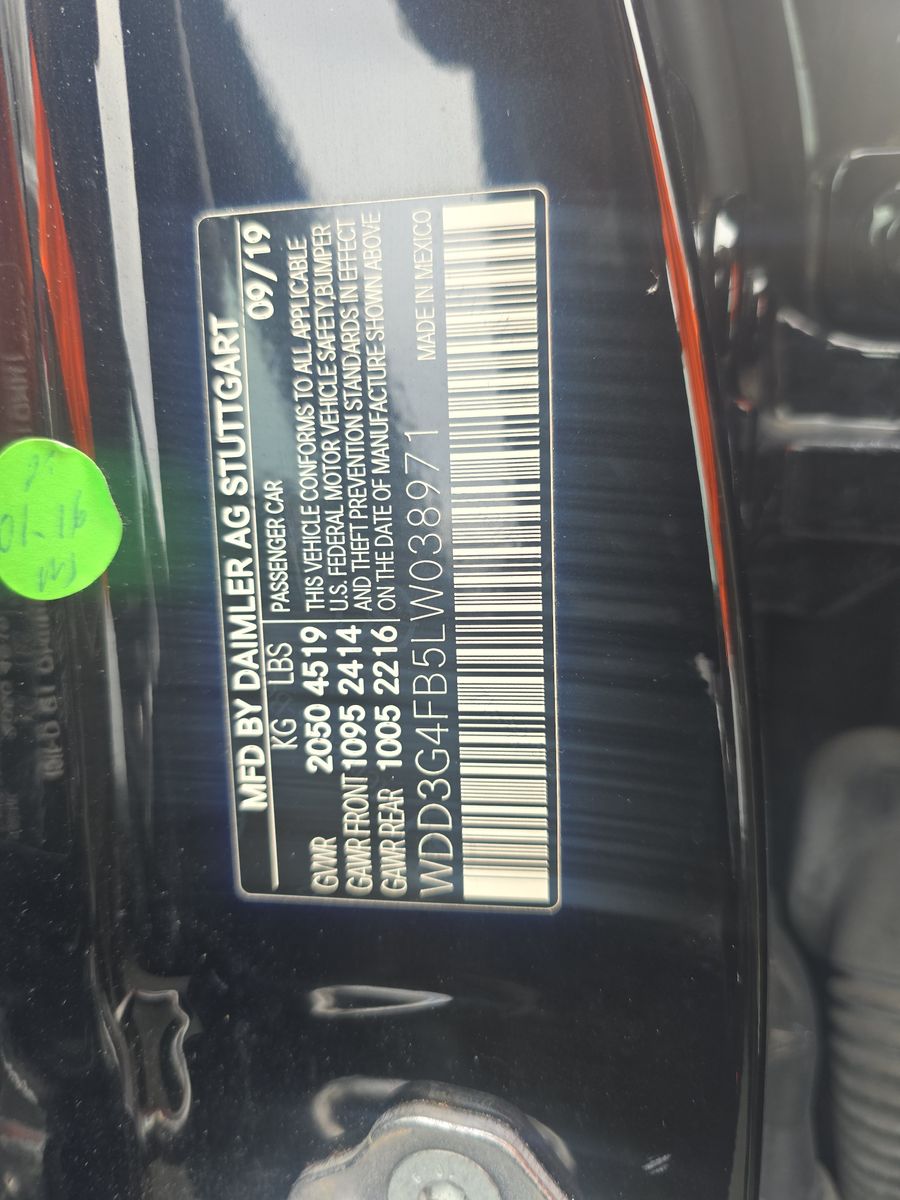 MFD BY DAIMLER AG STUTTGART
KG LBS PASSENGER CAR 09/19
GWR 2050 4519 THIS VEHICLE CONFORMS TO ALL APPLICABLE
GAWR FRONT 1095 2414 U.S. FEDERAL MOTOR VEHICLE SAFETY,BUMPER
GAWR REAR 1005 2216 AND THEFT PREVENTION STANDARDS IN EFFECT
ON THE DATE OF MANUFACTURE SHOWN ABOVE
WDD3G4FB5LW038971 MADE IN MEXICO